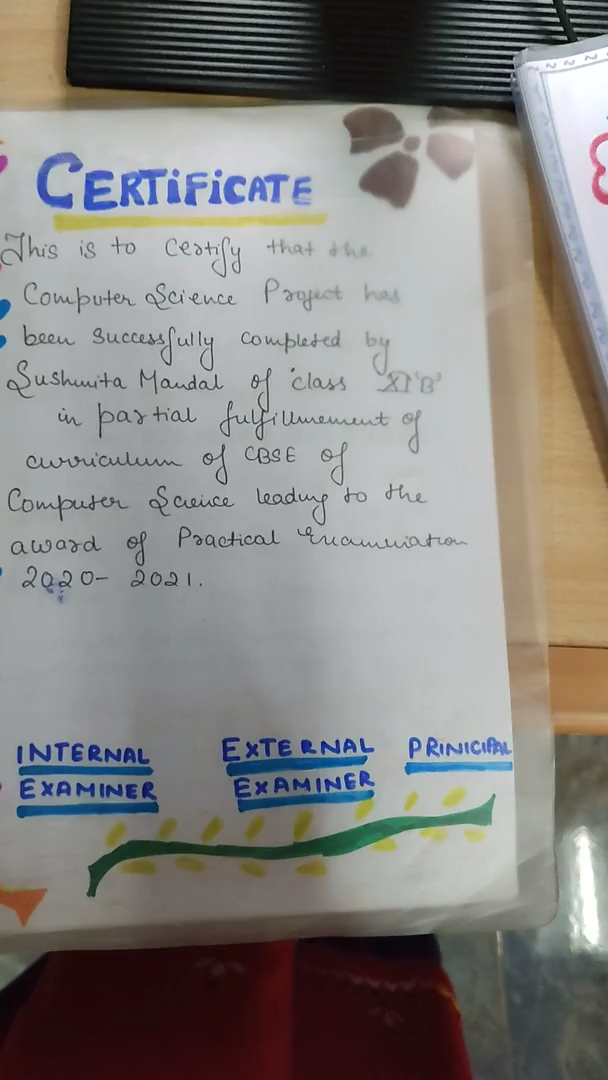 CERTiFiCATE
This is to certify that the
Computer Science Project has
been successfully completed by
Sushmita Mandal of class XI'B'
in partial fulfillmement of
curriculum of CBSE of
Computer Science leading to the
award of Practical
2020- 2021.
INTERNAL EXTERNAL PRINICIPAL
EXAMINER EXAMINER